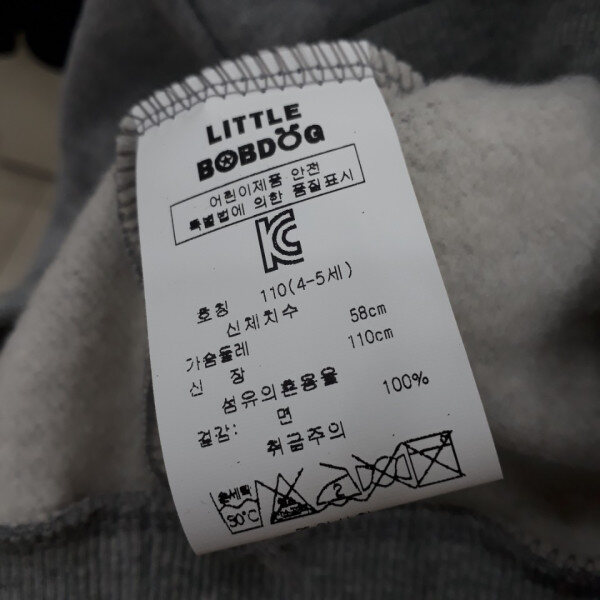 LITTLE
BOBDOG
어린이제품 안전
특별법에 의한 품질표시
KC
호칭 110(4-5세)
신체치수
가슴둘레 58cm
신 장 110cm
섬유의혼용율
겉감: 면 100%
취급주의
손세탁
30℃
2